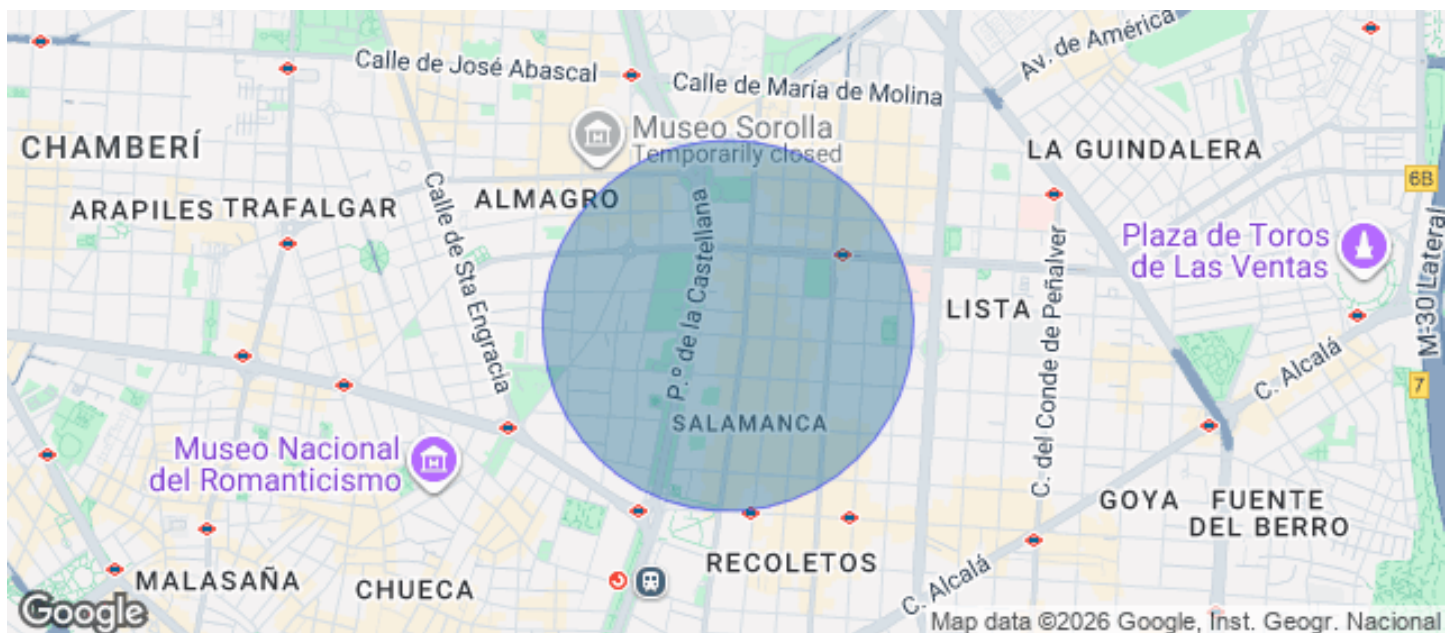 Calle de José Abascal
Av. de América
Calle de María de Molina
Museo Sorolla
Temporarily closed
CHAMBERÍ
LA GUINDALERA
6B
ALMAGRO
ARAPILES
TRAFALGAR
Calle de Sta Engracia
P.º de la Castellana
C. del Conde de Peñalver
Plaza de Toros
de Las Ventas
M-30 Lateral
LISTA
C. Alcalá
7
SALAMANCA
Museo Nacional
del Romanticismo
GOYA
FUENTE
DEL BERRO
RECOLETOS
MALASAÑA
CHUECA
C. Alcalá
Google
Map data ©2026 Google, Inst. Geogr. Nacional